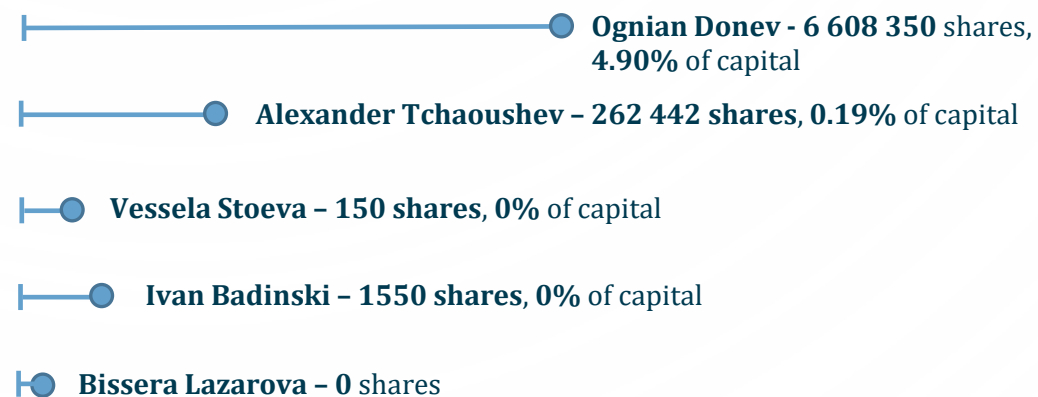 Ognian Donev - 6 608 350 shares,
4.90% of capital
Alexander Tchaoushev – 262 442 shares, 0.19% of capital
Vessela Stoeva – 150 shares, 0% of capital
Ivan Badinski – 1550 shares, 0% of capital
Bissera Lazarova – 0 shares